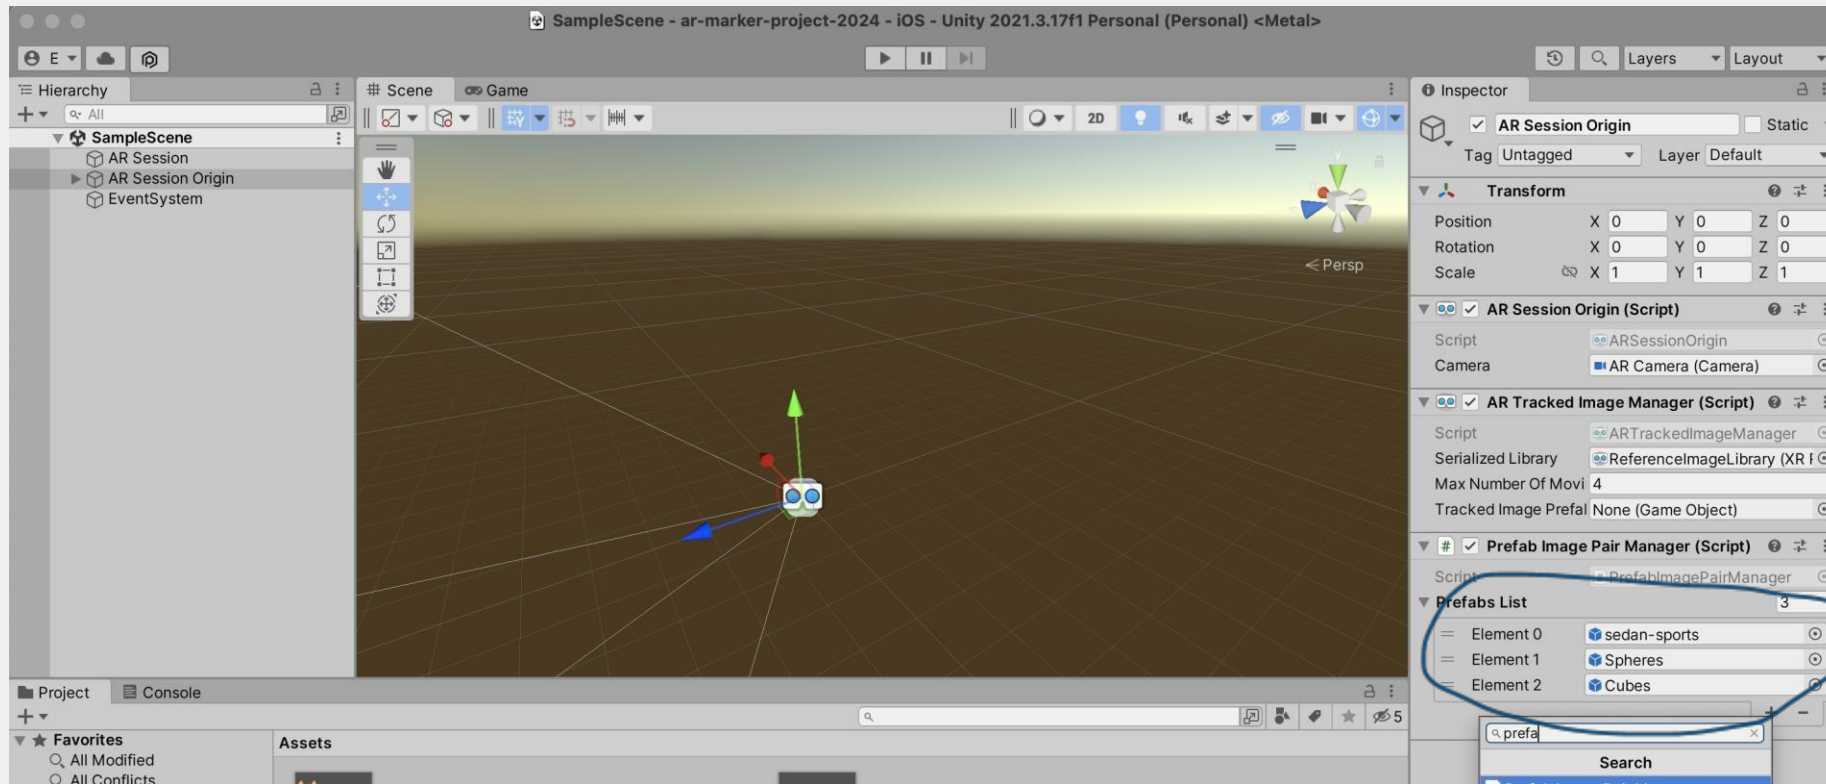 SampleScene - ar-marker-project-2024 - iOS - Unity 2021.3.17f1 Personal (Personal) <Metal>
E
Layers
Layout
Hierarchy
All
SampleScene
AR Session
AR Session Origin
EventSystem
Scene
Game
2D
y
Persp
Inspector
AR Session Origin
Static
Tag Untagged
Layer Default
Transform
Position X 0 Y 0 Z 0
Rotation X 0 Y 0 Z 0
Scale X 1 Y 1 Z 1
AR Session Origin (Script)
Script ARSessionOrigin
Camera AR Camera (Camera)
AR Tracked Image Manager (Script)
Script ARTrackedImageManager
Serialized Library ReferenceImageLibrary (XR
Max Number Of Movi 4
Tracked Image Prefal None (Game Object)
Prefab Image Pair Manager (Script)
Script PrefabImagePairManager
Prefabs List 3
Element 0 sedan-sports
Element 1 Spheres
Element 2 Cubes
prefa
Search
Project
Console
5
Favorites
All Modified
All Conflicts
Assets